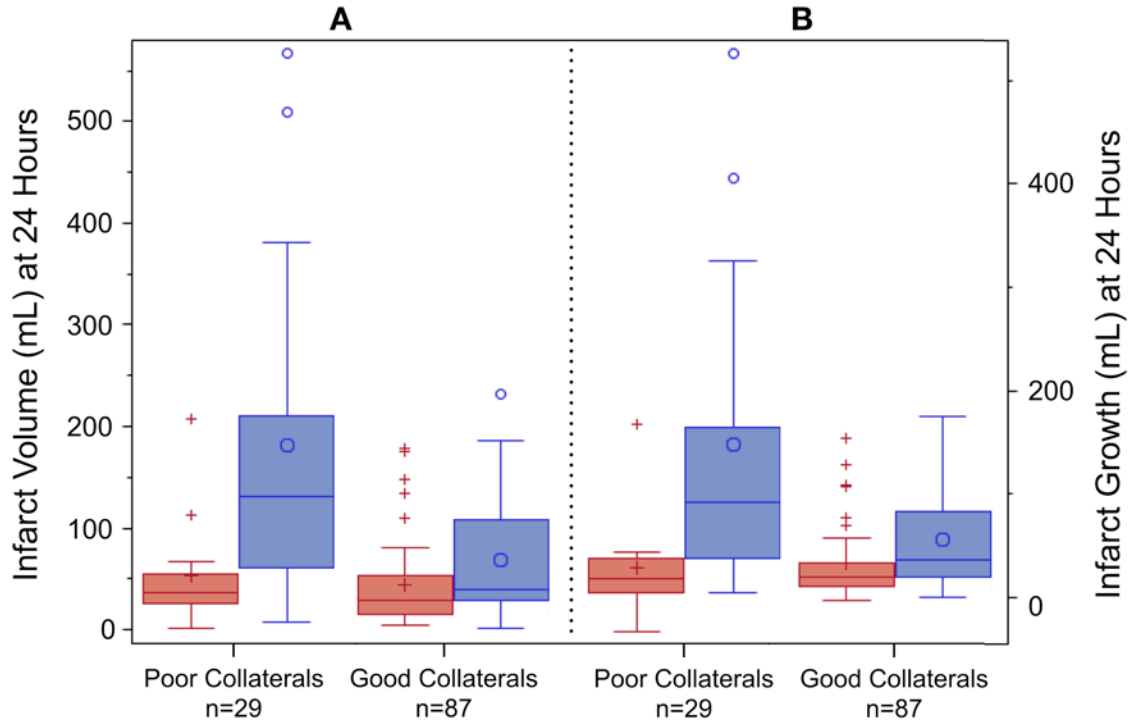 A
B
Infarct Volume (mL) at 24 Hours
500
400
300
200
100
0
400
200
0
Infarct Growth (mL) at 24 Hours
Poor Collaterals
n=29
Good Collaterals
n=87
Poor Collaterals
n=29
Good Collaterals
n=87